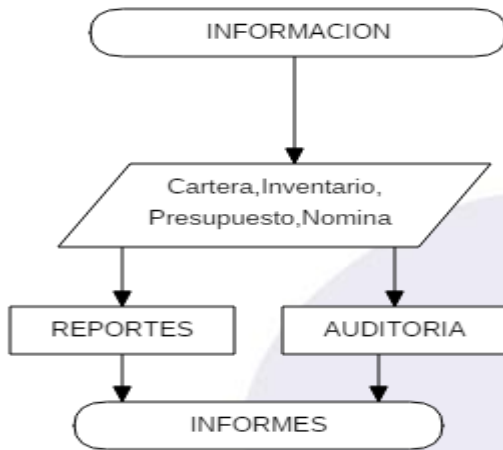 INFORMACION
Cartera,Inventario,
Presupuesto,Nomina
REPORTES
AUDITORIA
INFORMES